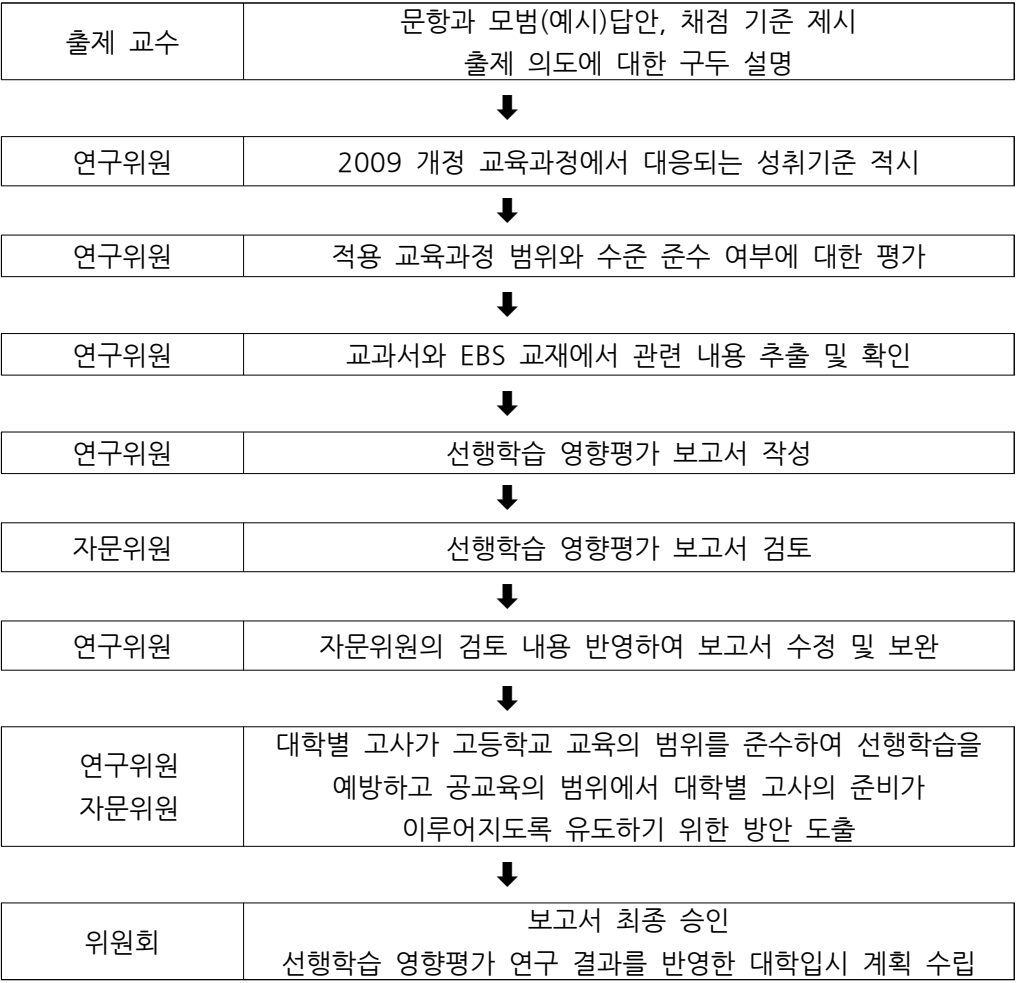 출제 교수
문항과 모범(예시)답안, 채점 기준 제시
출제 의도에 대한 구두 설명
연구위원
2009 개정 교육과정에서 대응되는 성취기준 적시
연구위원
적용 교육과정 범위와 수준 준수 여부에 대한 평가
연구위원
교과서와 EBS 교재에서 관련 내용 추출 및 확인
연구위원
선행학습 영향평가 보고서 작성
자문위원
선행학습 영향평가 보고서 검토
연구위원
자문위원의 검토 내용 반영하여 보고서 수정 및 보완
연구위원
자문위원
대학별 고사가 고등학교 교육의 범위를 준수하여 선행학습을
예방하고 공교육의 범위에서 대학별 고사의 준비가
이루어지도록 유도하기 위한 방안 도출
위원회
보고서 최종 승인
선행학습 영향평가 연구 결과를 반영한 대학입시 계획 수립